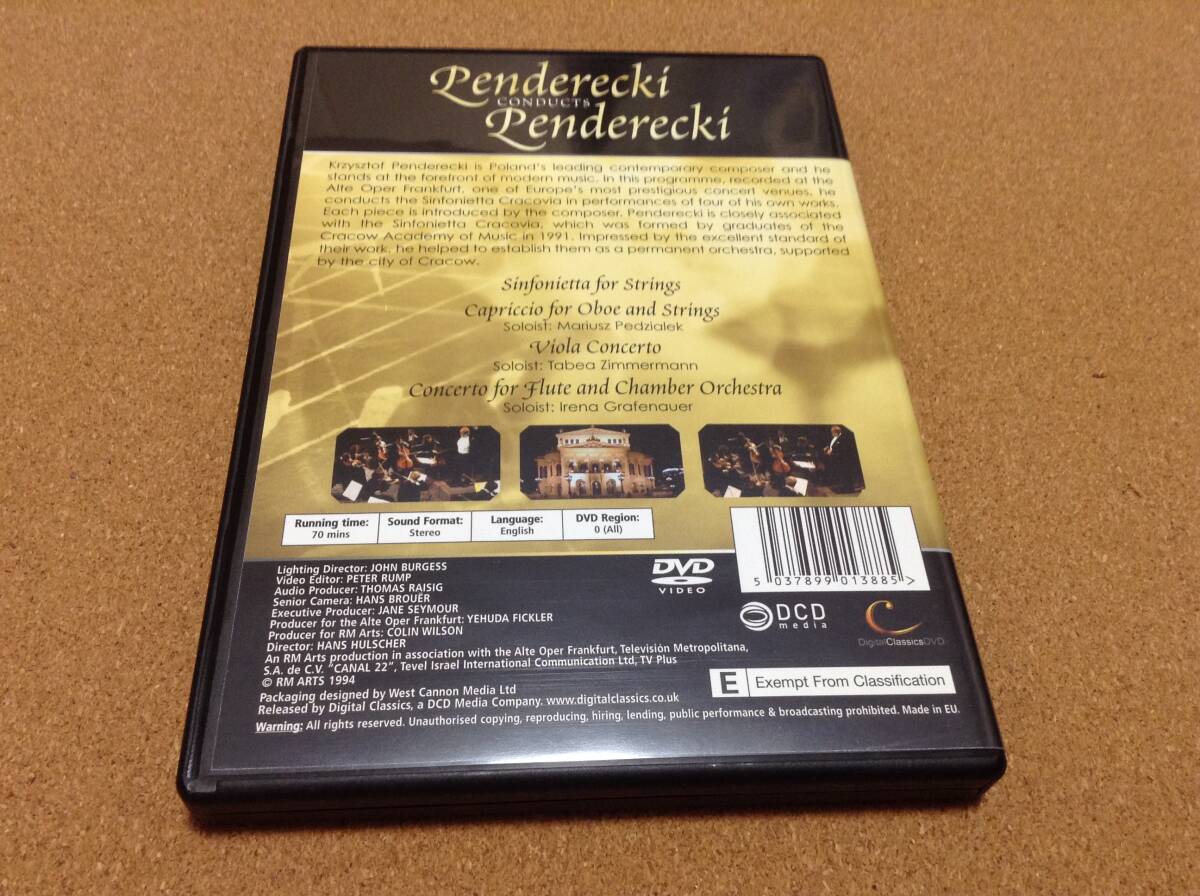 Penderecki
CONDUCTS
Penderecki
Krzysztof Penderecki is Poland's leading contemporary composer and he
stands at the forefront of modern music. In this programme, recorded at the
Alte Oper Frankfurt, one of Europe's most prestigious concert venues, he
conducts the Sinfonietta Cracovia in performances of four of his own works.
Each piece is introduced by the composer. Penderecki is closely associated
with the Sinfonietta Cracovia, which was formed by graduates of the
Cracow Academy of Music in 1991. Impressed by the excellent standard of
their work, he helped to establish them as a permanent orchestra, supported
by the city of Cracow.
Sinfonietta for Strings
Capriccio for Oboe and Strings
Soloist: Mariusz Pedzialek
Viola Concerto
Soloist: Tabea Zimmermann
Concerto for Flute and Chamber Orchestra
Soloist: Irena Grafenauer
Running time: Sound Format: Language: DVD Region:
70 mins Stereo English 0 (All)
Lighting Director: JOHN BURGESS
Video Editor: PETER RUMP
Audio Producer: THOMAS RAISIG
Senior Camera: HANS BROUER
Executive Producer: JANE SEYMOUR
Producer for the Alte Oper Frankfurt: YEHUDA FICKLER
Producer for RM Arts: COLIN WILSON
Director: HANS HULSCHER
An RM Arts production in association with the Alte Oper Frankfurt, Televisiòn Metropolitana,
S.A. de C.V. "CANAL 22", Tevel Israel International Communication Ltd, TV Plus
© RM ARTS 1994
Packaging designed by West Cannon Media Ltd
Released by Digital Classics, a DCD Media Company. www.digitalclassics.co.uk
Warning: All rights reserved. Unauthorised copying, reproducing, hiring, lending, public performance & broadcasting prohibited. Made in EU.
DVD
VIDEO
5 037899 013885 >
DCD
media
DigitalClassicsDVD
E Exempt From Classification